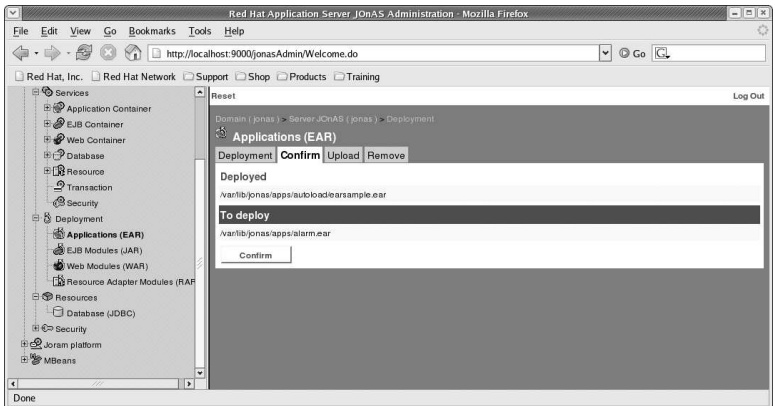 Red Hat Application Server JOnAS Administration - Mozilla Firefox
File Edit View Go Bookmarks Tools Help
http://localhost:9000/jonasAdmin/Welcome.do Go G
Red Hat, Inc. Red Hat Network Support Shop Products Training
Services
Application Container
EJB Container
Web Container
Database
Resource
Transaction
Security
Deployment
Applications (EAR)
EJB Modules (JAR)
Web Modules (WAR)
Resource Adapter Modules (RAR
Resources
Database (JDBC)
Security
Joram platform
MBeans
Reset Log Out
Domain ( jonas ) > Server JOnAS ( jonas ) > Deployment
Applications (EAR)
Deployment Confirm Upload Remove
Deployed
/var/lib/jonas/apps/autoload/earsample.ear
To deploy
/var/lib/jonas/apps/alarm.ear
Confirm
Done